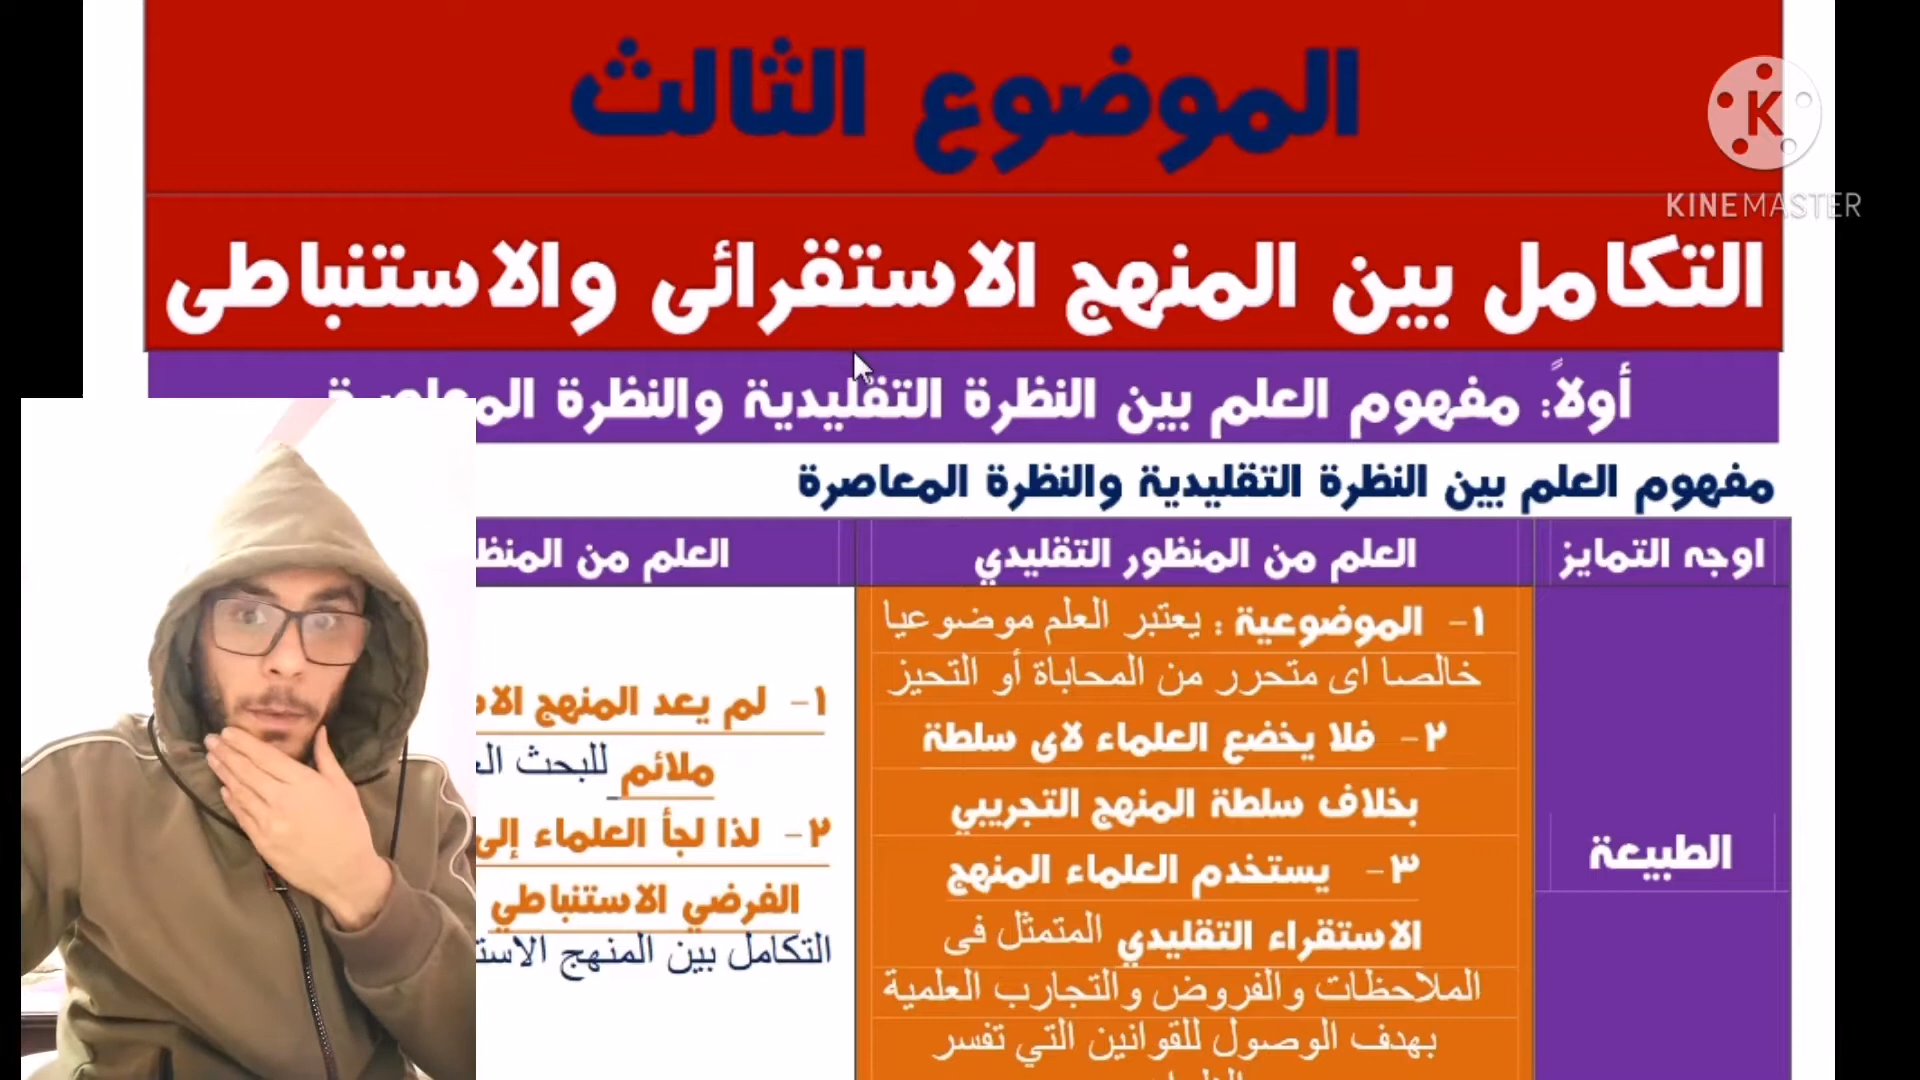 الموضوع الثالث
KINEMASTER
التكامل بين المنهج الاستقرائى والاستنباطى
أولاً: مفهوم العلم بين النظرة التقليدية والنظرة
مفهوم العلم بين النظرة التقليدية والنظرة المعاصرة
اوجه التمايز
العلم من المنظور التقليدي
العلم من
الطبيعة
١- الموضوعية : يعتبر العلم موضوعيا
خالصا اى متحرر من المحاباة أو التحيز
٢- فلا يخضع العلماء لاى سلطة
بخلاف سلطة المنهج التجريبي
٣- يستخدم العلماء المنهج
الاستقراء التقليدي المتمثل فى
الملاحظات والفروض والتجارب العلمية
بهدف الوصول للقوانين التي تفسر
١- لم يعد المنهج
ملائم للبحث
٢- لذا لجأ العلماء إلى
الفرضي الاستنباطي
التكامل بين المنهج